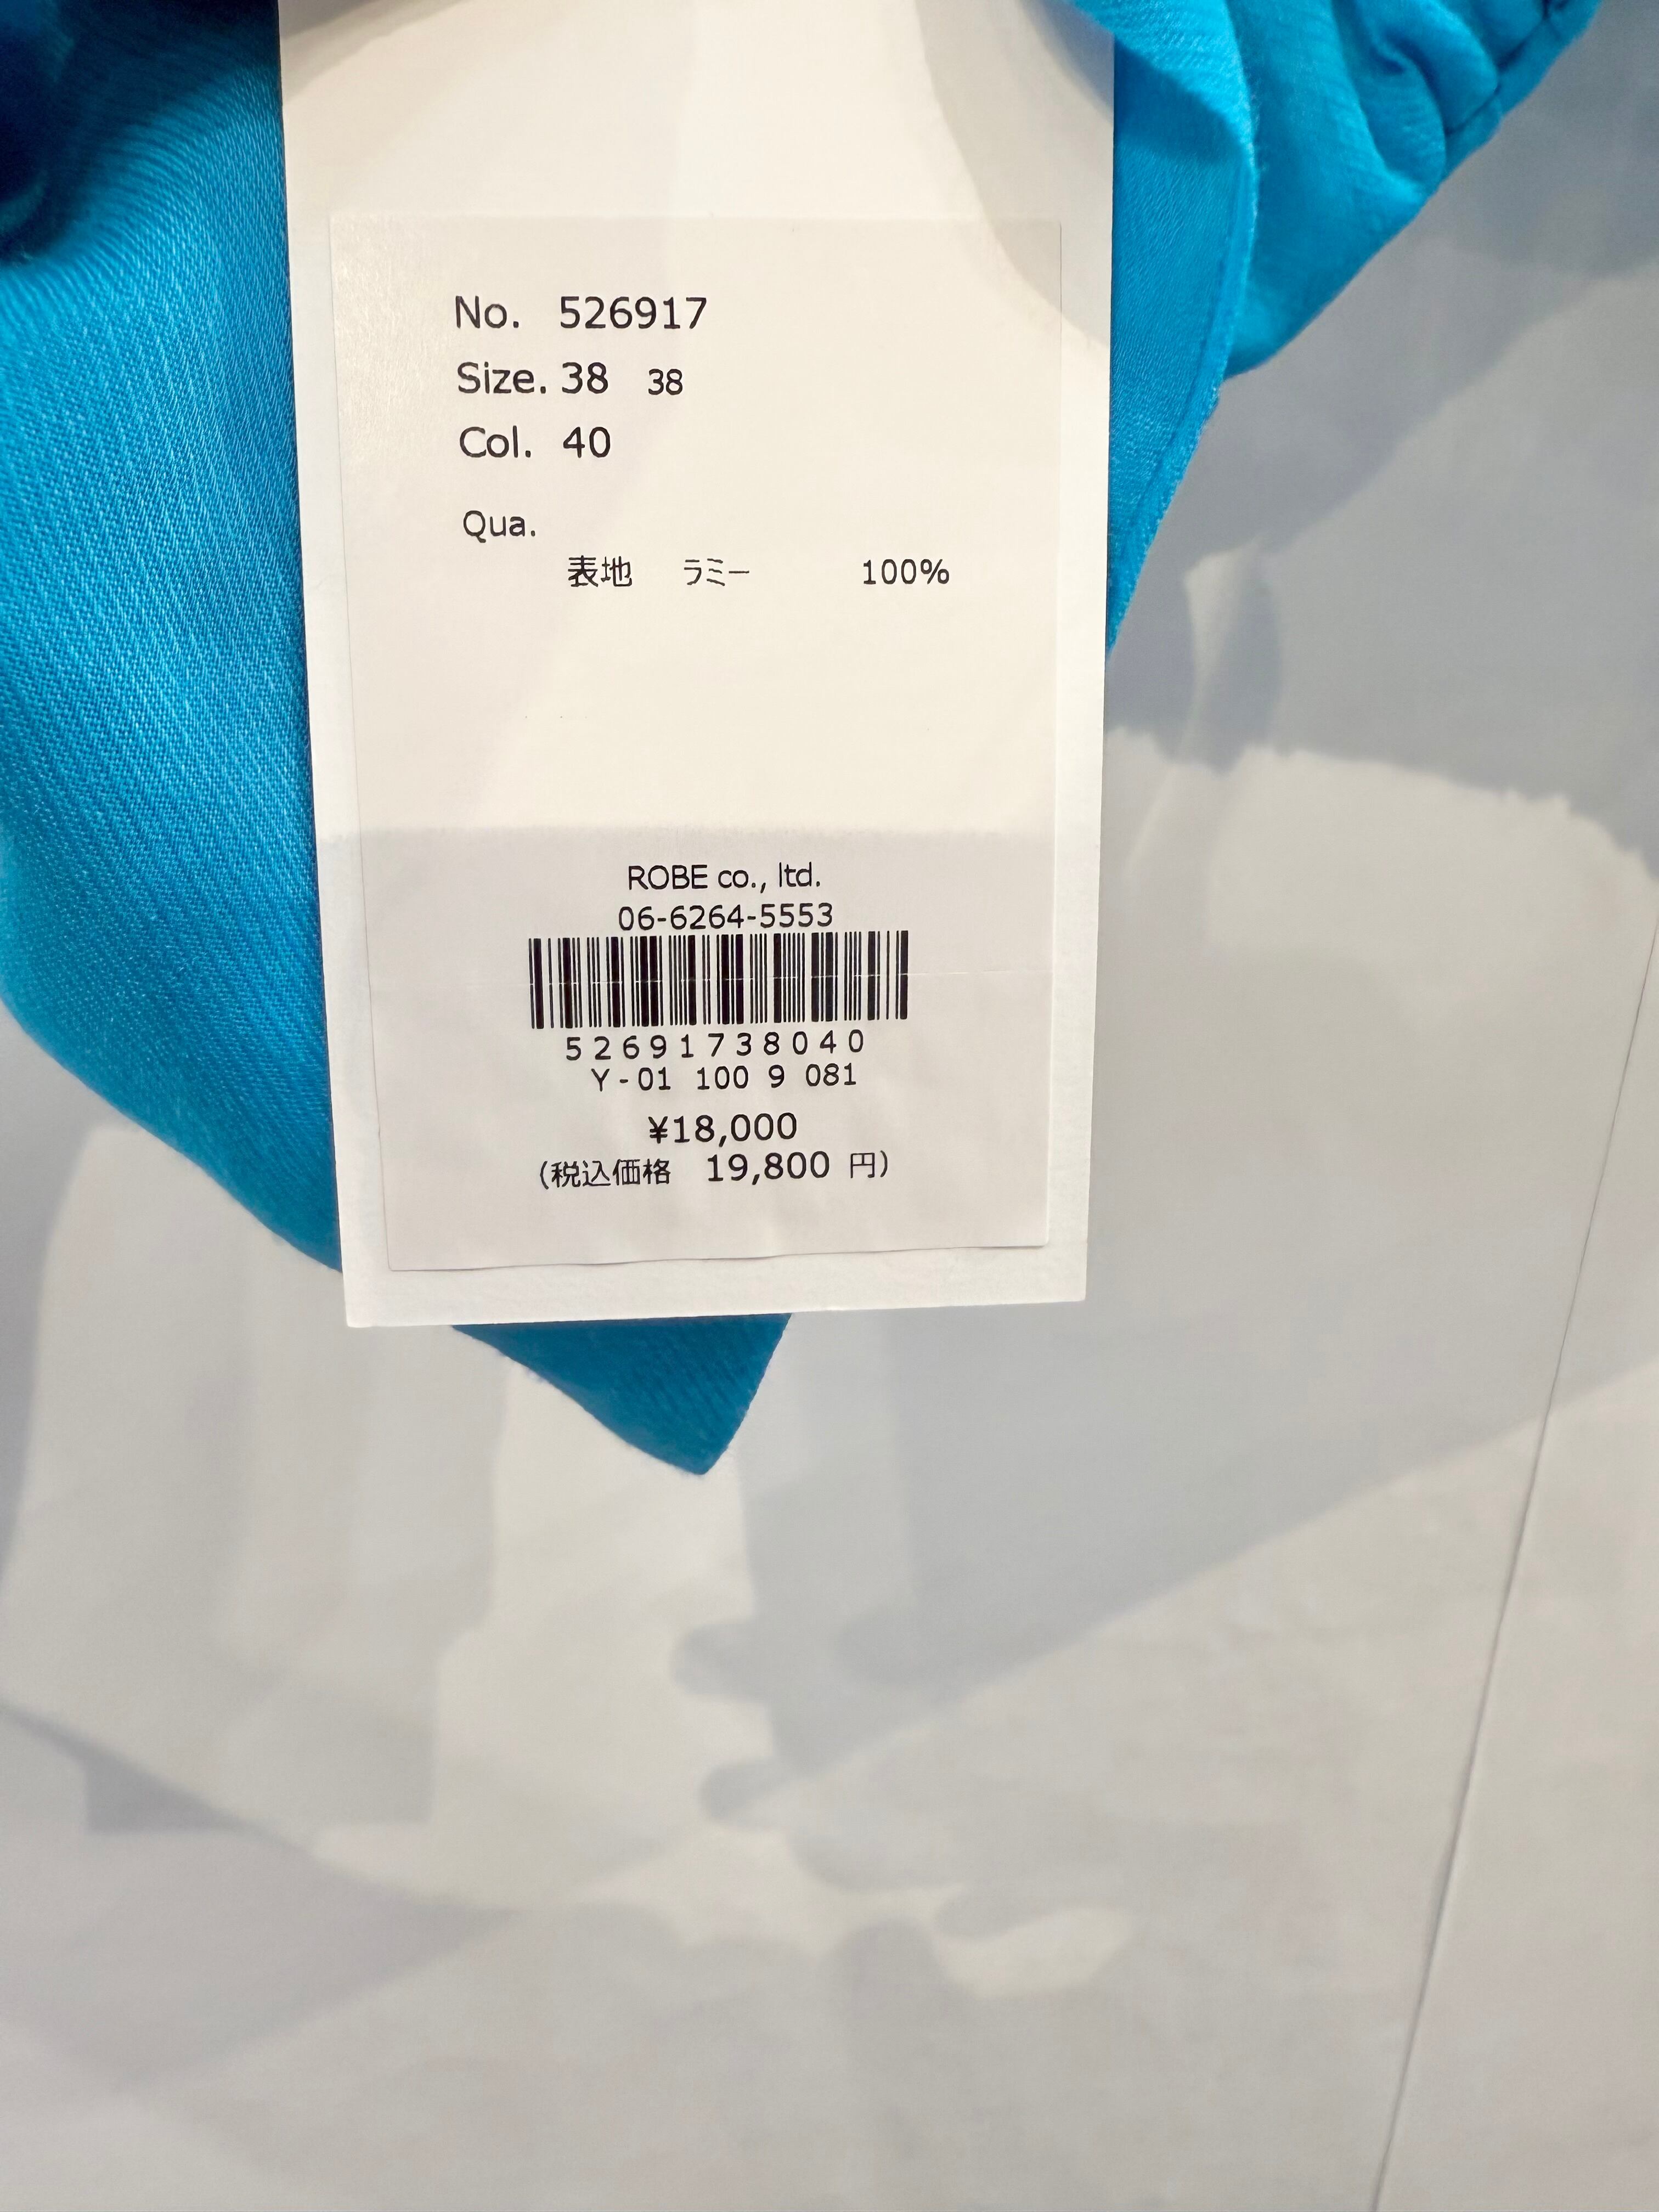 No. 526917
Size. 38 38
Col. 40
Qua.
表地 ラミー 100%
ROBE co., ltd.
06-6264-5553
52691738040
Y-01 100 9 081
¥18,000
(税込価格 19,800 円)